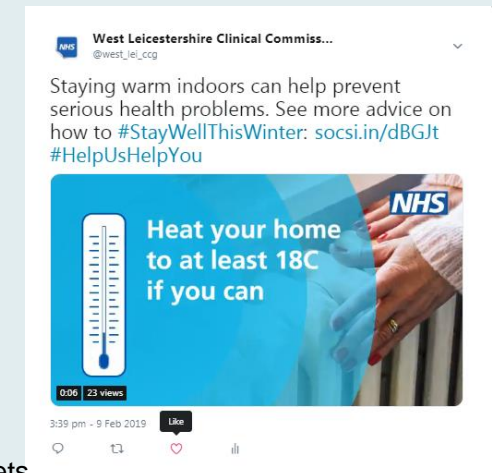 NHS
West Leicestershire Clinical Commiss...
@west_lei_ccg
Staying warm indoors can help prevent
serious health problems. See more advice on
how to #StayWellThisWinter: socsi.in/dBGJt
#HelpUsHelpYou
NHS
Heat your home
to at least 18C
if you can
0:06 23 views
3:39 pm - 9 Feb 2019
Like